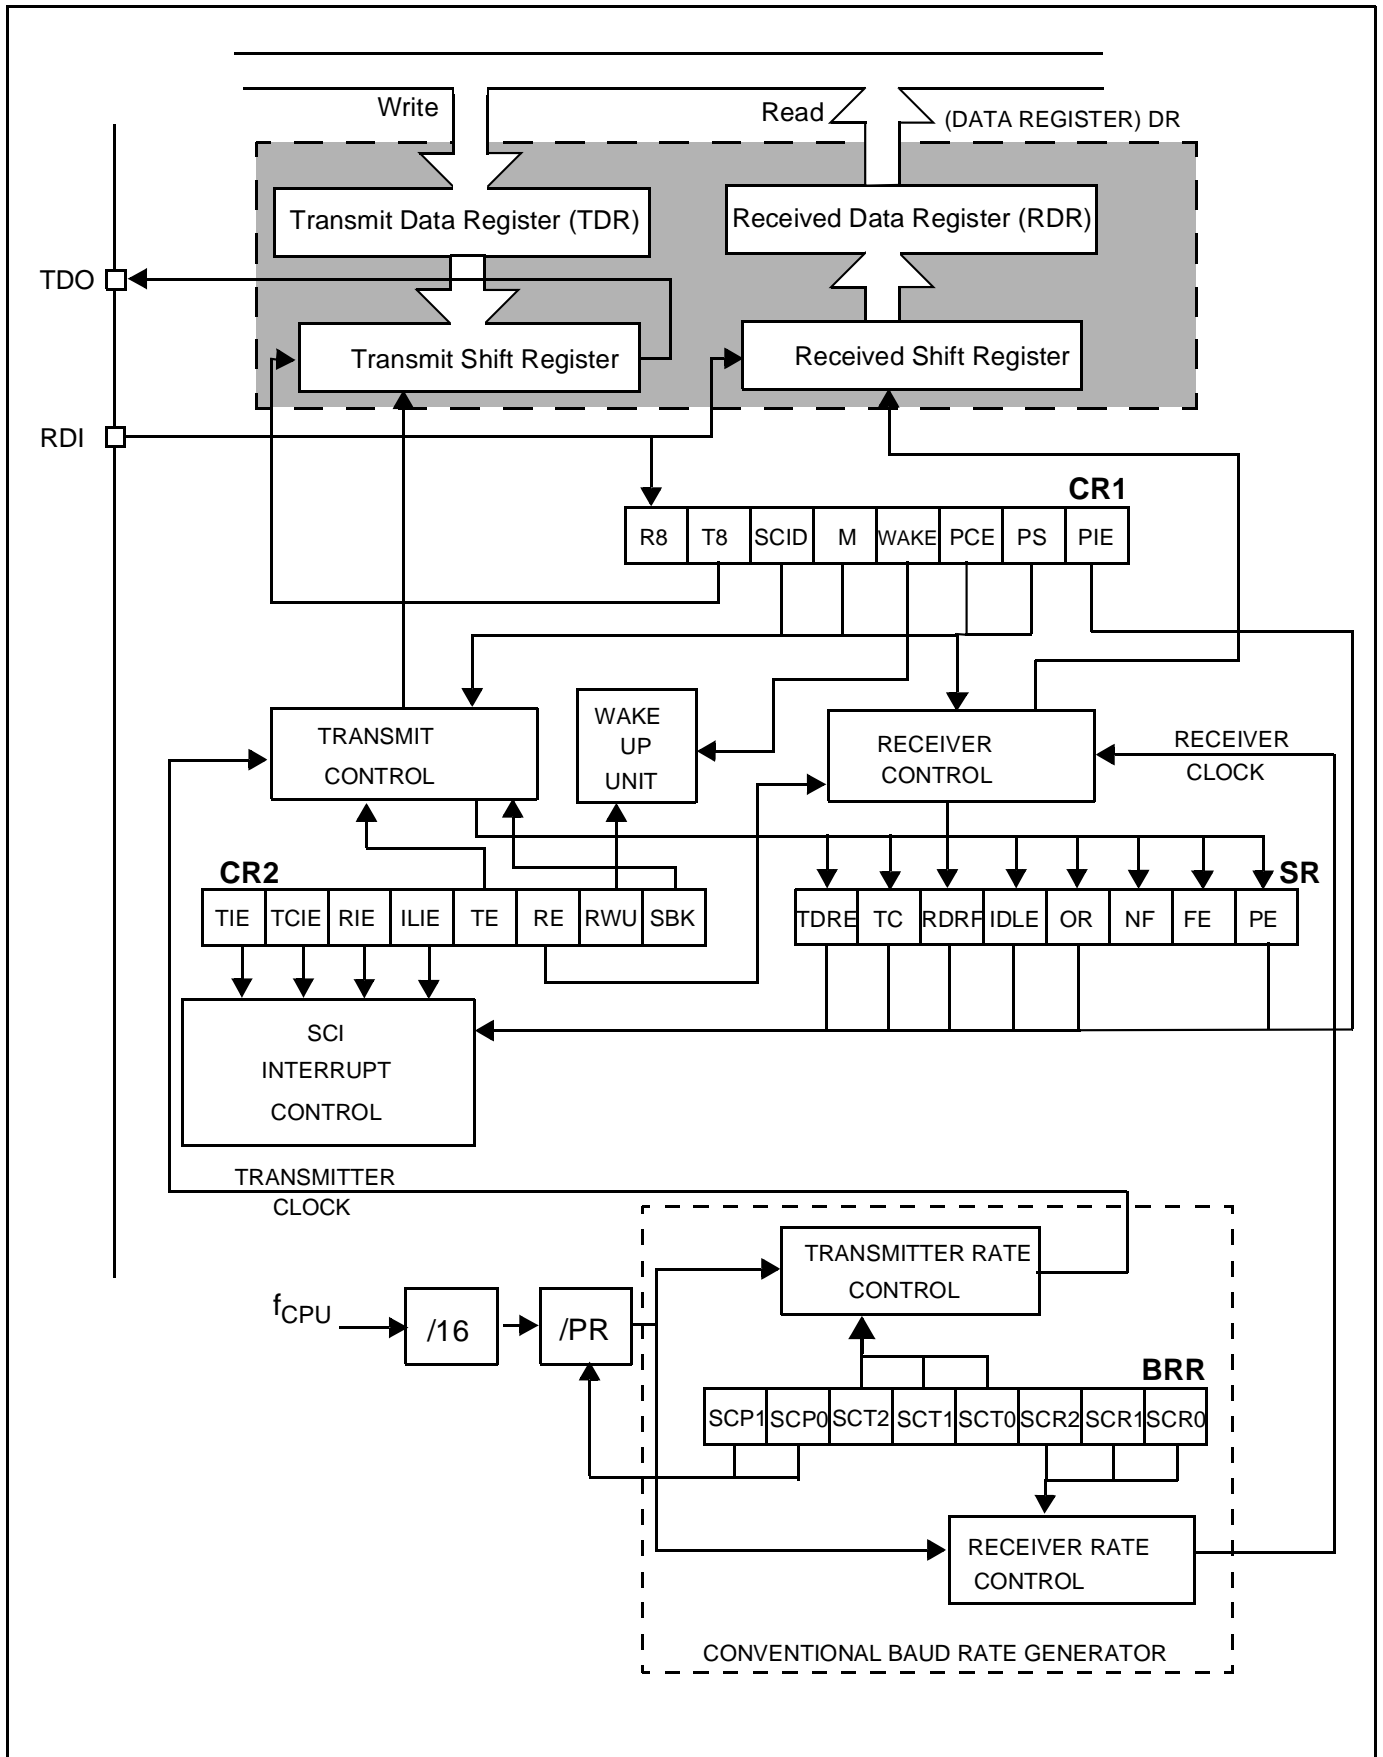 Write
Read
(DATA REGISTER) DR
Transmit Data Register (TDR)
Received Data Register (RDR)
TDO
Transmit Shift Register
Received Shift Register
RDI
CR1
R8 T8 SCID M WAKE PCE PS PIE
TRANSMIT
CONTROL
WAKE
UP
UNIT
RECEIVER
CONTROL
RECEIVER
CLOCK
CR2
TIE TCIE RIE ILIE TE RE RWU SBK
SR
TDRE TC RDRF IDLE OR NF FE PE
SCI
INTERRUPT
CONTROL
TRANSMITTER
CLOCK
TRANSMITTER RATE
CONTROL
fCPU
/16
/PR
BRR
SCP1 SCP0 SCT2 SCT1 SCT0 SCR2 SCR1 SCR0
RECEIVER RATE
CONTROL
CONVENTIONAL BAUD RATE GENERATOR